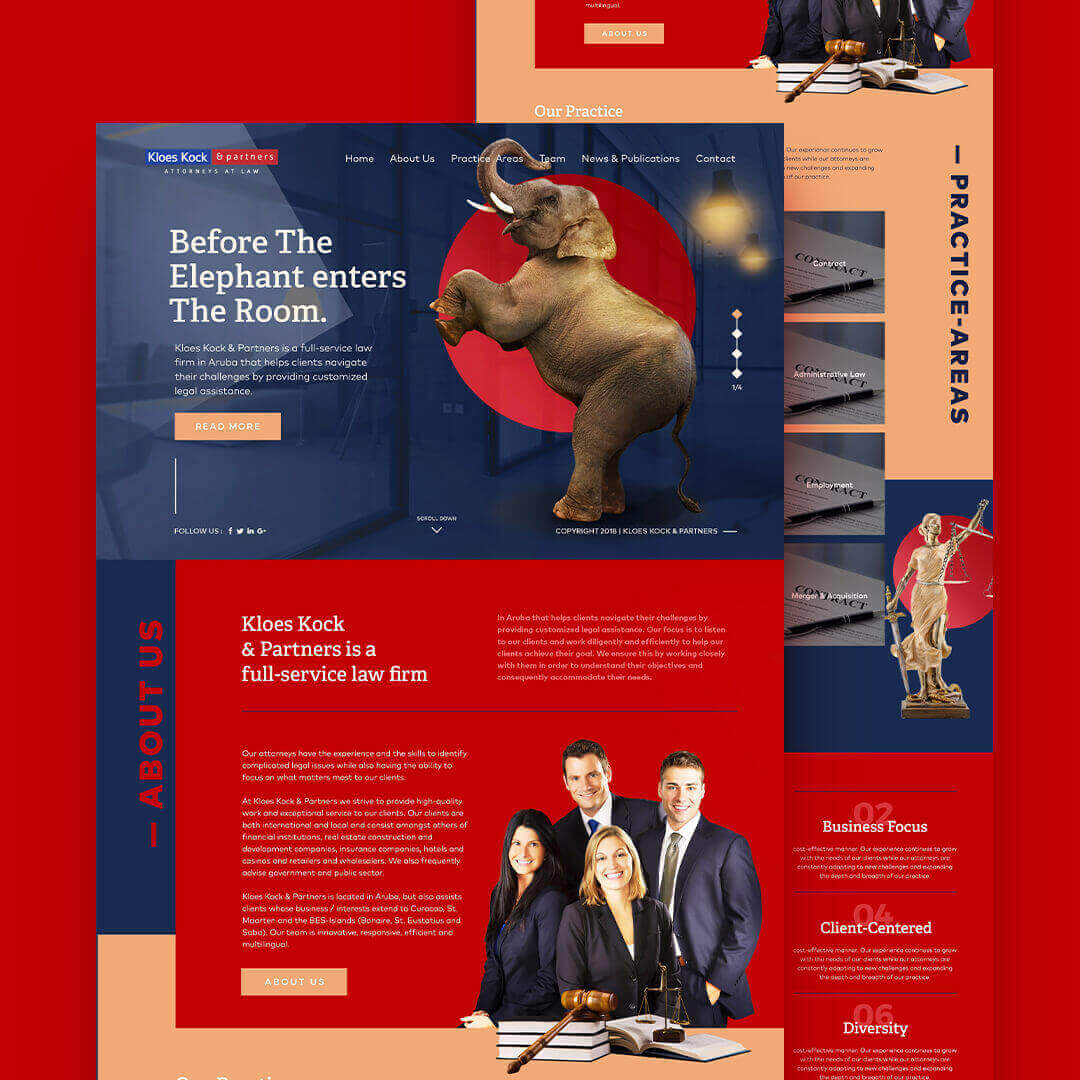 multilingual.
ABOUT US
Our Practice
Our experience continues to grow
clients while our attorneys are
new challenges and expanding
of our practice.
— PRACTICE-AREAS
Contract
CONTRACT
Administrative Law
CONTRACT
Employment
CONTRACT
Merger & Acquisition
CONTRACT
Kloes Kock & partners
ATTORNEYS AT LAW
Home About Us Practice Areas Team News & Publications Contact
Before The
Elephant enters
The Room.
Kloes Kock & Partners is a full-service law
firm in Aruba that helps clients navigate
their challenges by providing customized
legal assistance.
READ MORE
1/4
FOLLOW US :
SCROLL DOWN
COPYRIGHT 2018 | KLOES KOCK & PARTNERS
— ABOUT US
Kloes Kock
& Partners is a
full-service law firm
In Aruba that helps clients navigate their challenges by
providing customized legal assistance. Our focus is to listen
to our clients and work diligently and efficiently to help our
clients achieve their goal. We ensure this by working closely
with them in order to understand their objectives and
consequently accommodate their needs.
Our attorneys have the experience and the skills to identify
complicated legal issues while also having the ability to
focus on what matters most to our clients.
At Kloes Kock & Partners we strive to provide high-quality
work and exceptional service to our clients. Our clients are
both international and local and consist amongst others of
financial institutions, real estate construction and
development companies, insurance companies, hotels and
casinos and retailers and wholesalers. We also frequently
advise government and public sector.
Kloes Kock & Partners is located in Aruba, but also assists
clients whose business / interests extend to Curacao, St.
Maarten and the BES-Islands (Bonaire, St. Eustatius and
Saba). Our team is innovative, responsive, efficient and
multilingual.
ABOUT US
02
Business Focus
cost-effective manner. Our experience continues to grow
with the needs of our clients while our attorneys are
constantly adapting to new challenges and expanding
the depth and breadth of our practice
04
Client-Centered
cost-effective manner. Our experience continues to grow
with the needs of our clients while our attorneys are
constantly adapting to new challenges and expanding
the depth and breadth of our practice
06
Diversity
cost-effective manner. Our experience continues to grow
with the needs of our clients while our attorneys are
constantly adapting to new challenges and expanding
the depth and breadth of our practice